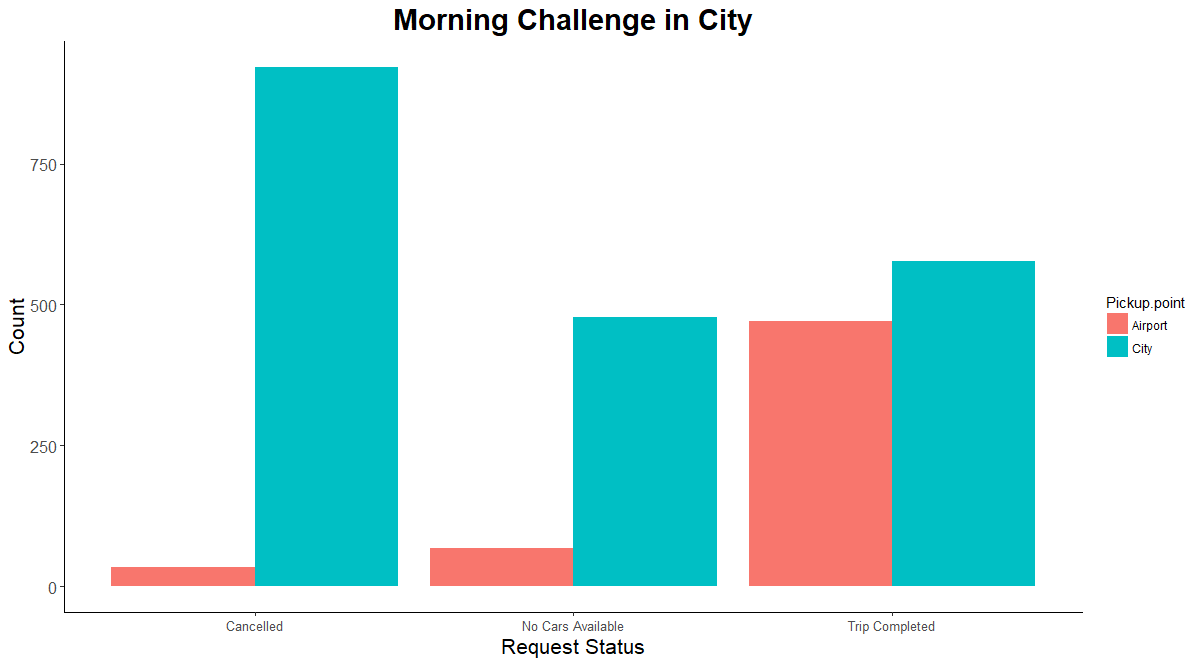 Morning Challenge in City
Count
750
500
250
0
Cancelled
No Cars Available
Trip Completed
Request Status
Pickup.point
Airport
City